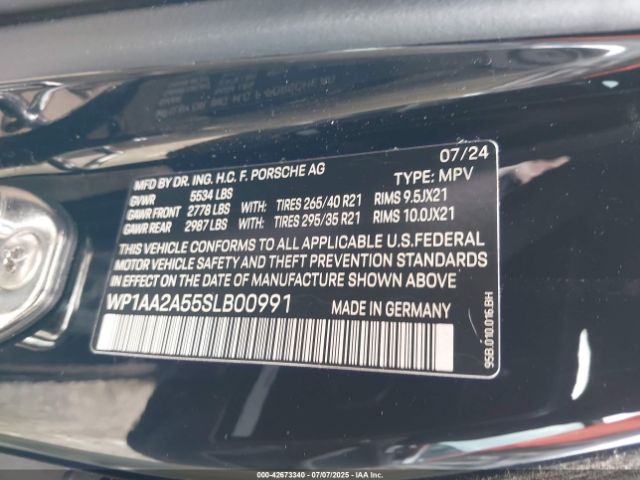 MFD BY DR. ING. H.C. F. PORSCHE AG 07/24
GVWR 5534 LBS TYPE: MPV
GAWR FRONT 2778 LBS WITH: TIRES 265/40 R21 RIMS 9.5JX21
GAWR REAR 2987 LBS WITH: TIRES 295/35 R21 RIMS 10.0JX21
THIS VEHICLE CONFORMS TO ALL APPLICABLE U.S.FEDERAL
MOTOR VEHICLE SAFETY AND THEFT PREVENTION STANDARDS
IN EFFECT ON THE DATE OF MANUFACTURE SHOWN ABOVE.
WP1AA2A55SLB00991 MADE IN GERMANY
95B.010.016.BH
000-42673340 - 07/07/2025 - IAAI.com